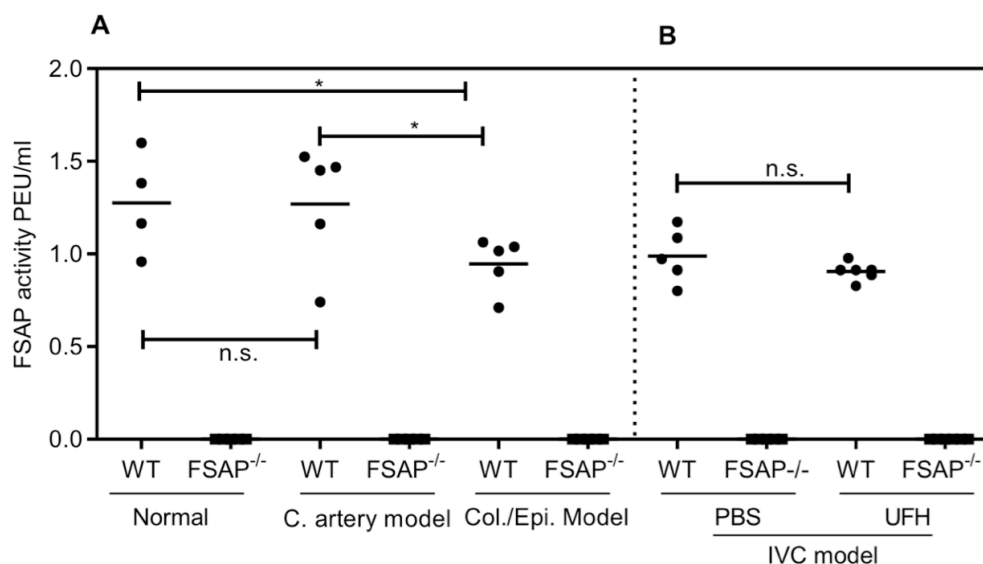 A
B
2.0
1.5
1.0
0.5
0.0
FSAP activity PEU/ml
*
*
n.s.
n.s.
WT FSAP-/- WT FSAP-/- WT FSAP-/- WT FSAP-/- WT FSAP-/-
Normal C. artery model Col./Epi. Model PBS UFH
IVC model